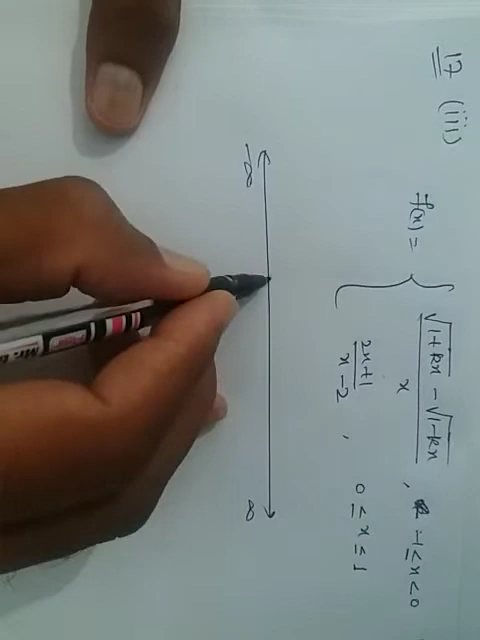 17 (iii) f(x) = { √1+kx - √1-kx / x , -1 ≤ x < 0
2x+1 / x-2 , 0 ≤ x ≤ 1
-∞ ∞